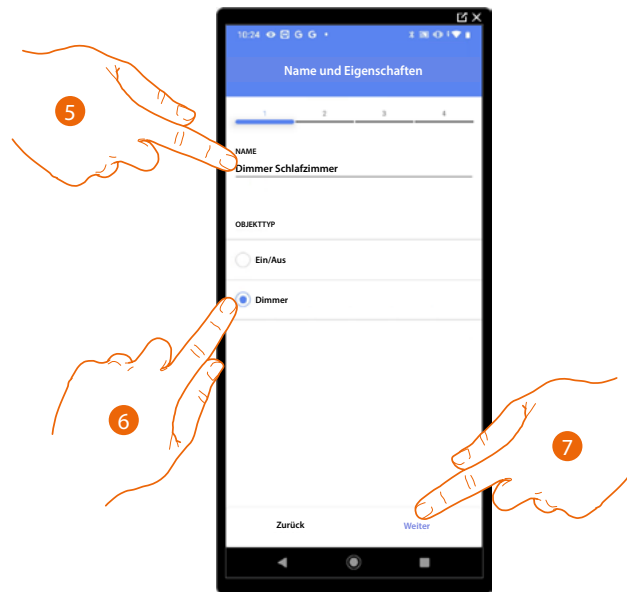 10:24 G G
Name und Eigenschaften
1 2 3 4
NAME
5
Dimmer Schlafzimmer
OBJEKTTYP
Ein/Aus
Dimmer
6
7
Zurück Weiter